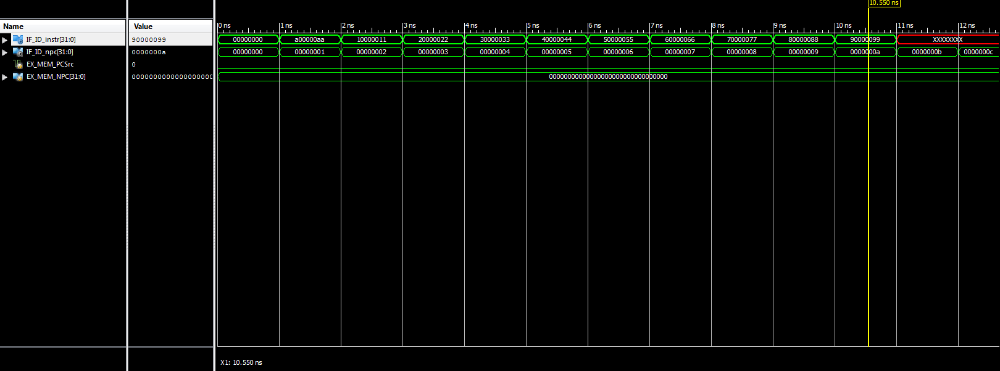 10.550 ns
Name Value 0 ns 1 ns 2 ns 3 ns 4 ns 5 ns 6 ns 7 ns 8 ns 9 ns 10 ns 11 ns 12 ns
IF_ID_instr[31:0] 90000099 00000000 a00000aa 10000011 20000022 30000033 40000044 50000055 60000066 70000077 80000088 90000099 XXXXXXXX
IF_ID_npc[31:0] 0000000a 00000000 00000001 00000002 00000003 00000004 00000005 00000006 00000007 00000008 00000009 0000000a 0000000b 0000000c
EX_MEM_PCSrc 0
EX_MEM_NPC[31:0] 00000000000000000000 00000000000000000000000000000000
X1: 10.550 ns